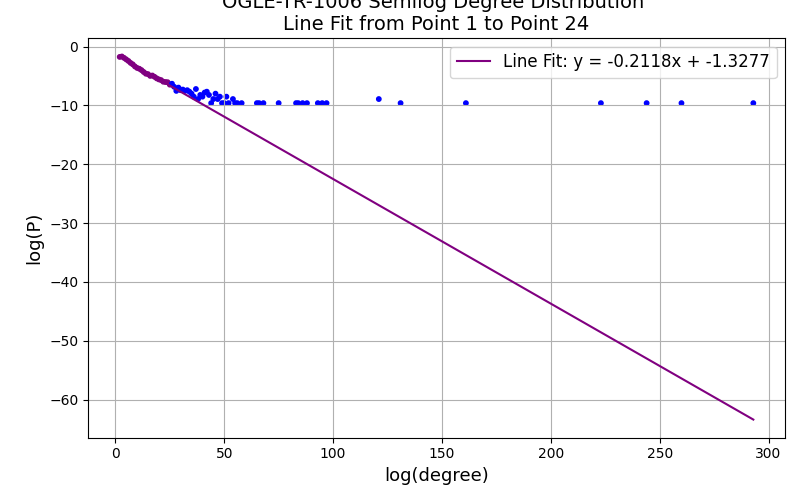 OGLE-TR-1006 Semilog Degree Distribution
Line Fit from Point 1 to Point 24
Line Fit: y = -0.2118x + -1.3277
0
−10
−20
−30
−40
−50
−60
log(P)
0 50 100 150 200 250 300
log(degree)